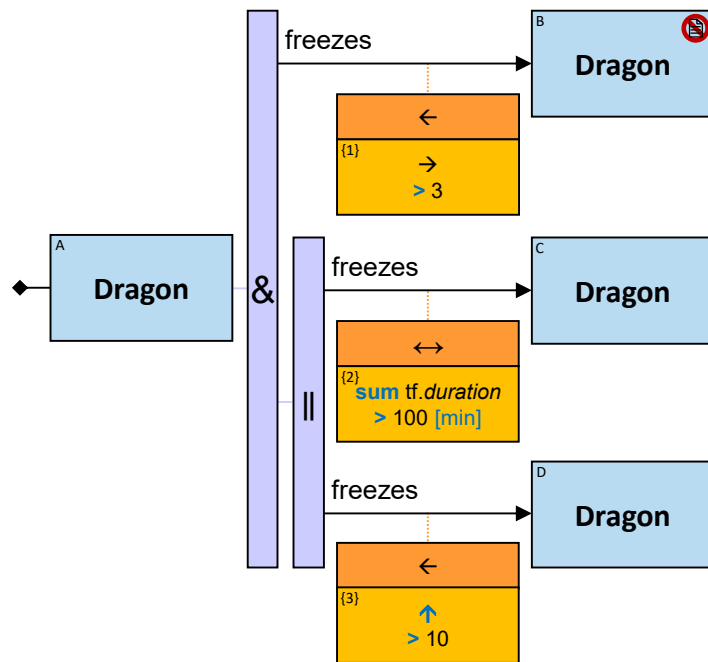 B
freezes
Dragon
←
{1}
→
> 3
A
Dragon
&
freezes
C
Dragon
↔
{2}
sum tf.duration
> 100 [min]
||
freezes
D
Dragon
←
{3}
↑
> 10